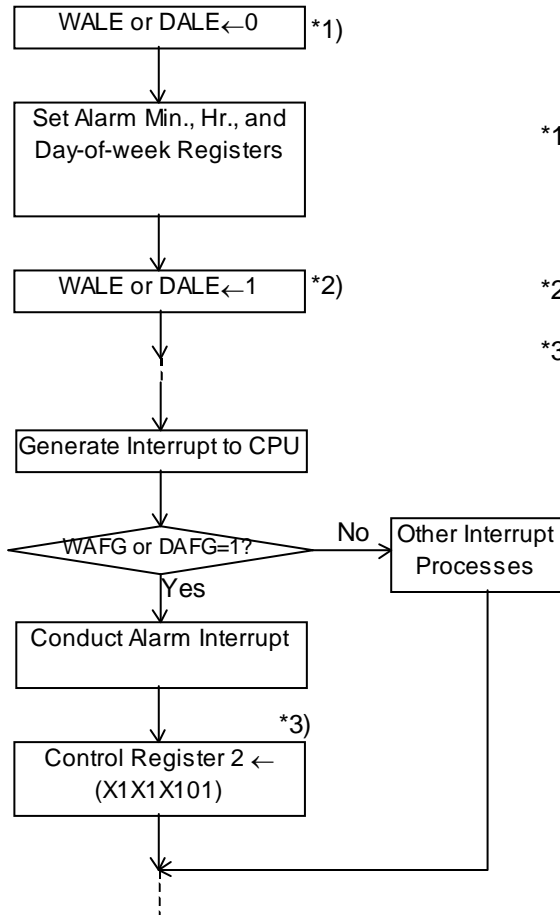 WALE or DALE←0
*1)
Set Alarm Min., Hr., and
Day-of-week Registers
*1
WALE or DALE←1
*2)
*2
*3
Generate Interrupt to CPU
WAFG or DAFG=1?
No
Other Interrupt
Processes
Yes
Conduct Alarm Interrupt
*3)
Control Register 2 ←
(X1X1X101)